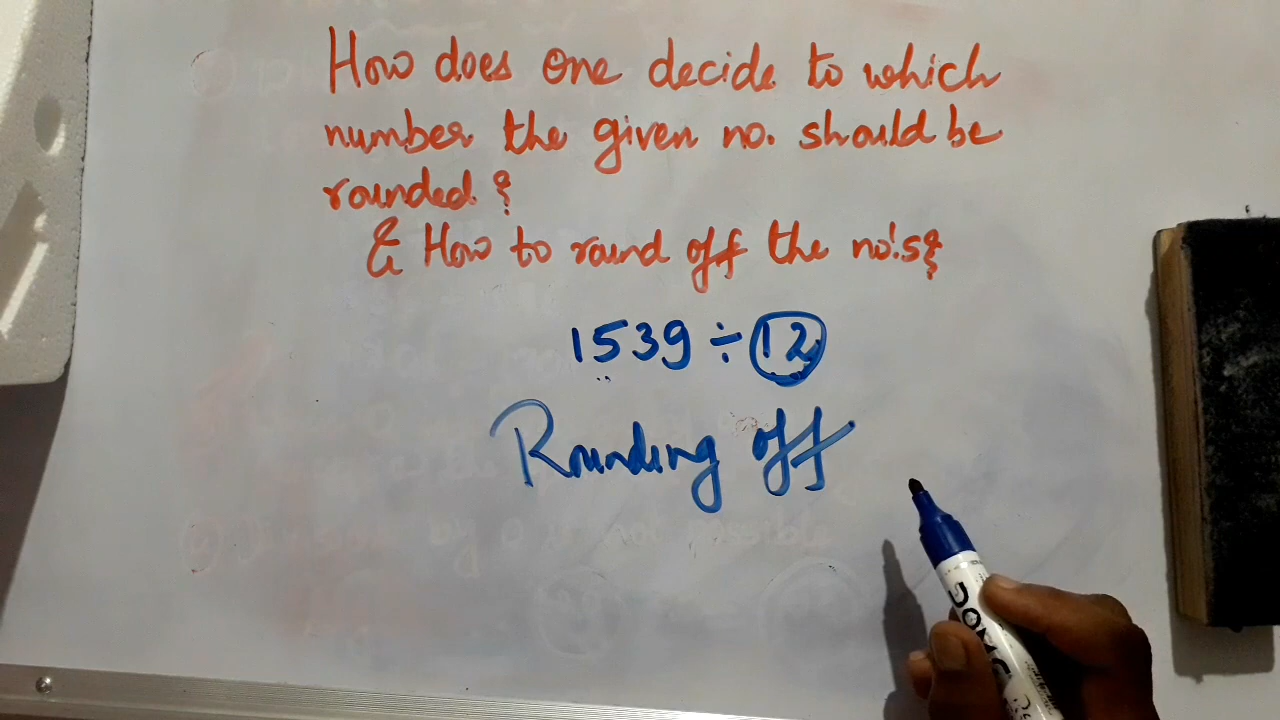 How does one decide to which
number the given no. should be
rounded?
& How to round off the no!s?
1539 ÷ 12
Rounding off